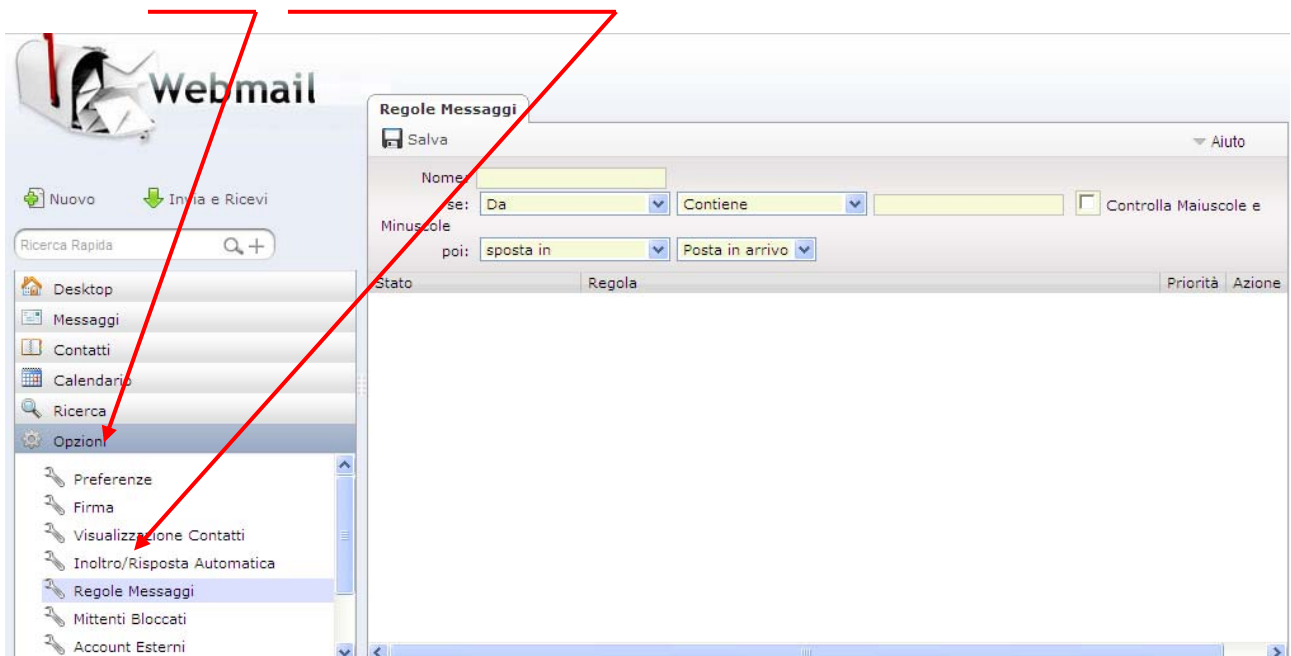 Webmail
Nuovo
Invia e Ricevi
Ricerca Rapida
Desktop
Messaggi
Contatti
Calendario
Ricerca
Opzioni
Preferenze
Firma
Visualizzazione Contatti
Inoltro/Risposta Automatica
Regole Messaggi
Mittenti Bloccati
Account Esterni
Regole Messaggi
Salva
Aiuto
Nome:
se: Da Contiene Controlla Maiuscole e
Minuscole
poi: sposta in Posta in arrivo
Stato Regola Priorità Azione